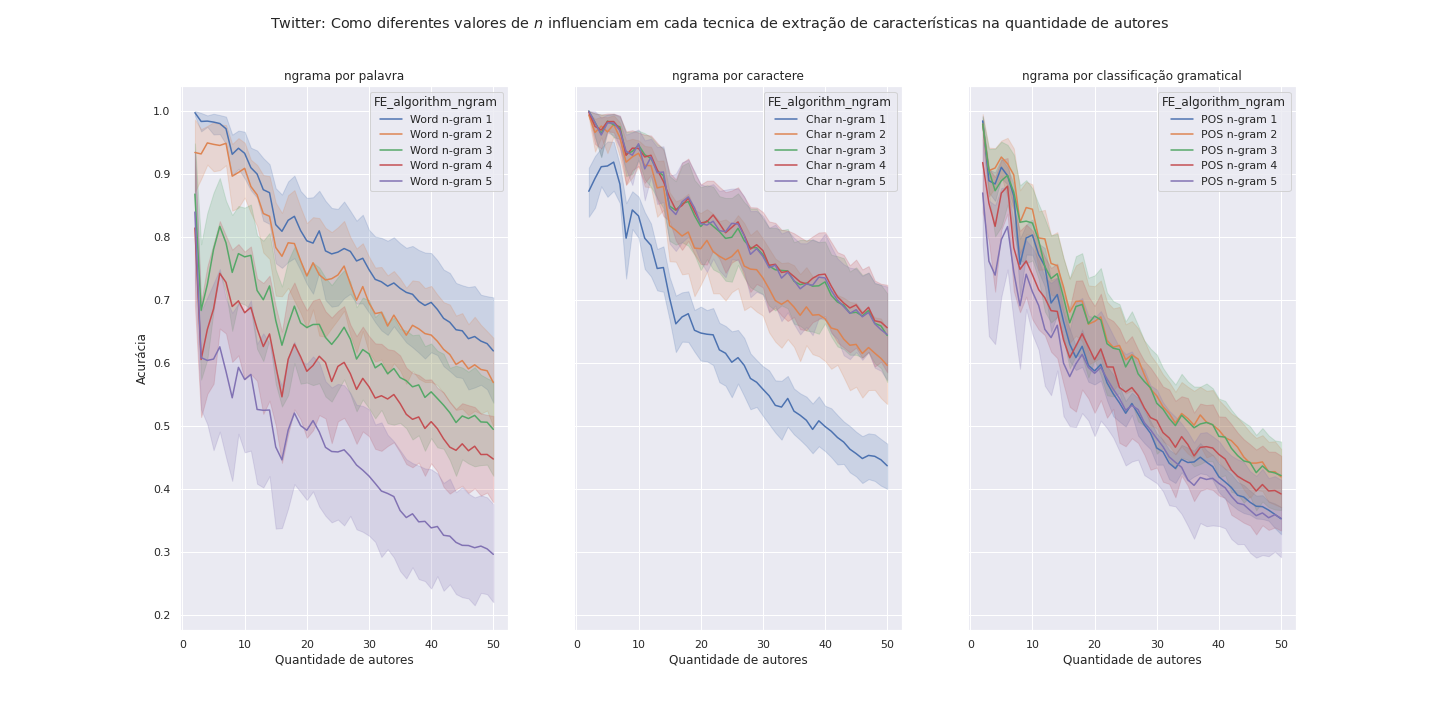 Twitter: Como diferentes valores de n influenciam em cada tecnica de extração de características na quantidade de autores
ngrama por palavra
FE_algorithm_ngram
Word n-gram 1
Word n-gram 2
Word n-gram 3
Word n-gram 4
Word n-gram 5
Acurácia
1.0
0.9
0.8
0.7
0.6
0.5
0.4
0.3
0.2
0 10 20 30 40 50
Quantidade de autores
ngrama por caractere
FE_algorithm_ngram
Char n-gram 1
Char n-gram 2
Char n-gram 3
Char n-gram 4
Char n-gram 5
0 10 20 30 40 50
Quantidade de autores
ngrama por classificação gramatical
FE_algorithm_ngram
POS n-gram 1
POS n-gram 2
POS n-gram 3
POS n-gram 4
POS n-gram 5
0 10 20 30 40 50
Quantidade de autores